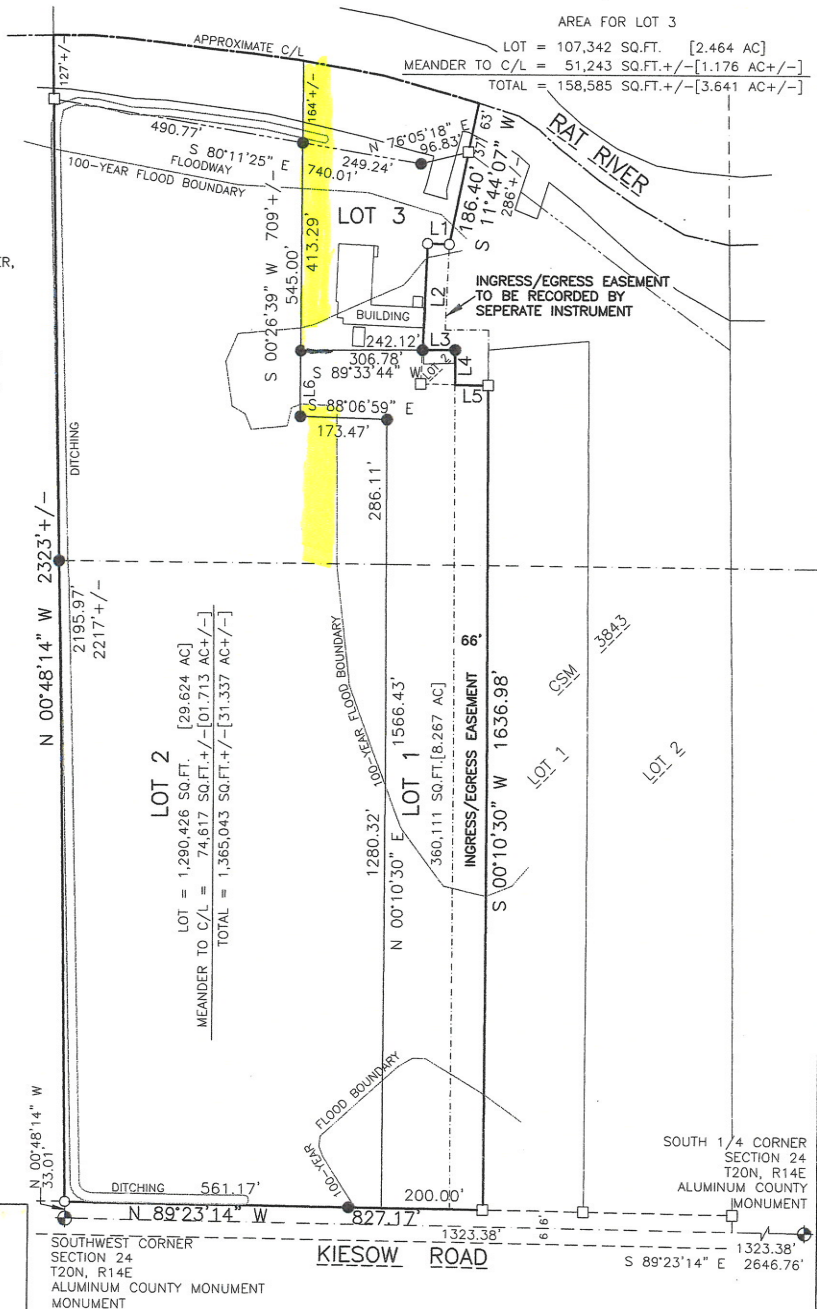 AREA FOR LOT 3
LOT = 107,342 SQ.FT. [2.464 AC]
MEANDER TO C/L = 51,243 SQ.FT.+/-[1.176 AC+/-]
TOTAL = 158,585 SQ.FT.+/-[3.641 AC+/-]
APPROXIMATE C/L
127'+/-
164'+/-
RAT RIVER
490.77'
S 80°11'25" E
740.01'
249.24'
N 76°05'18" E
96.83'
37'
63'
FLOODWAY
100-YEAR FLOOD BOUNDARY
186.40'
S 11°44'07" W
286'+/-
LOT 3
S 00°26'39" W 709'+/-
545.00'
413.29'
ER,
L1
L2
INGRESS/EGRESS EASEMENT
TO BE RECORDED BY
SEPERATE INSTRUMENT
BUILDING
242.12'
L3
306.78'
S 89°33'44" W
LOT 2
L4
L5
L6
S 88°06'59" E
173.47'
286.11'
DITCHING
N 00°48'14" W 2323'+/-
2195.97'
2217'+/-
100-YEAR FLOOD BOUNDARY
LOT 2
LOT = 1,290,426 SQ.FT. [29.624 AC]
MEANDER TO C/L = 74,617 SQ.FT.+/-[01.713 AC+/-]
TOTAL = 1,365,043 SQ.FT.+/-[31.337 AC+/-]
1280.32'
N 00°10'30" E 1566.43'
LOT 1
360,111 SQ.FT.[8.267 AC]
66'
INGRESS/EGRESS EASEMENT
S 00°10'30" W 1636.98'
CSM 3843
LOT 1
LOT 2
100-YEAR FLOOD BOUNDARY
N 00°48'14" W
33.01'
DITCHING
561.17'
200.00'
N 89°23'14" W 827.17'
1323.38'
66'
SOUTH 1/4 CORNER
SECTION 24
T20N, R14E
ALUMINUM COUNTY
MONUMENT
1323.38'
S 89°23'14" E 2646.76'
KIESOW ROAD
SOUTHWEST CORNER
SECTION 24
T20N, R14E
ALUMINUM COUNTY MONUMENT
MONUMENT